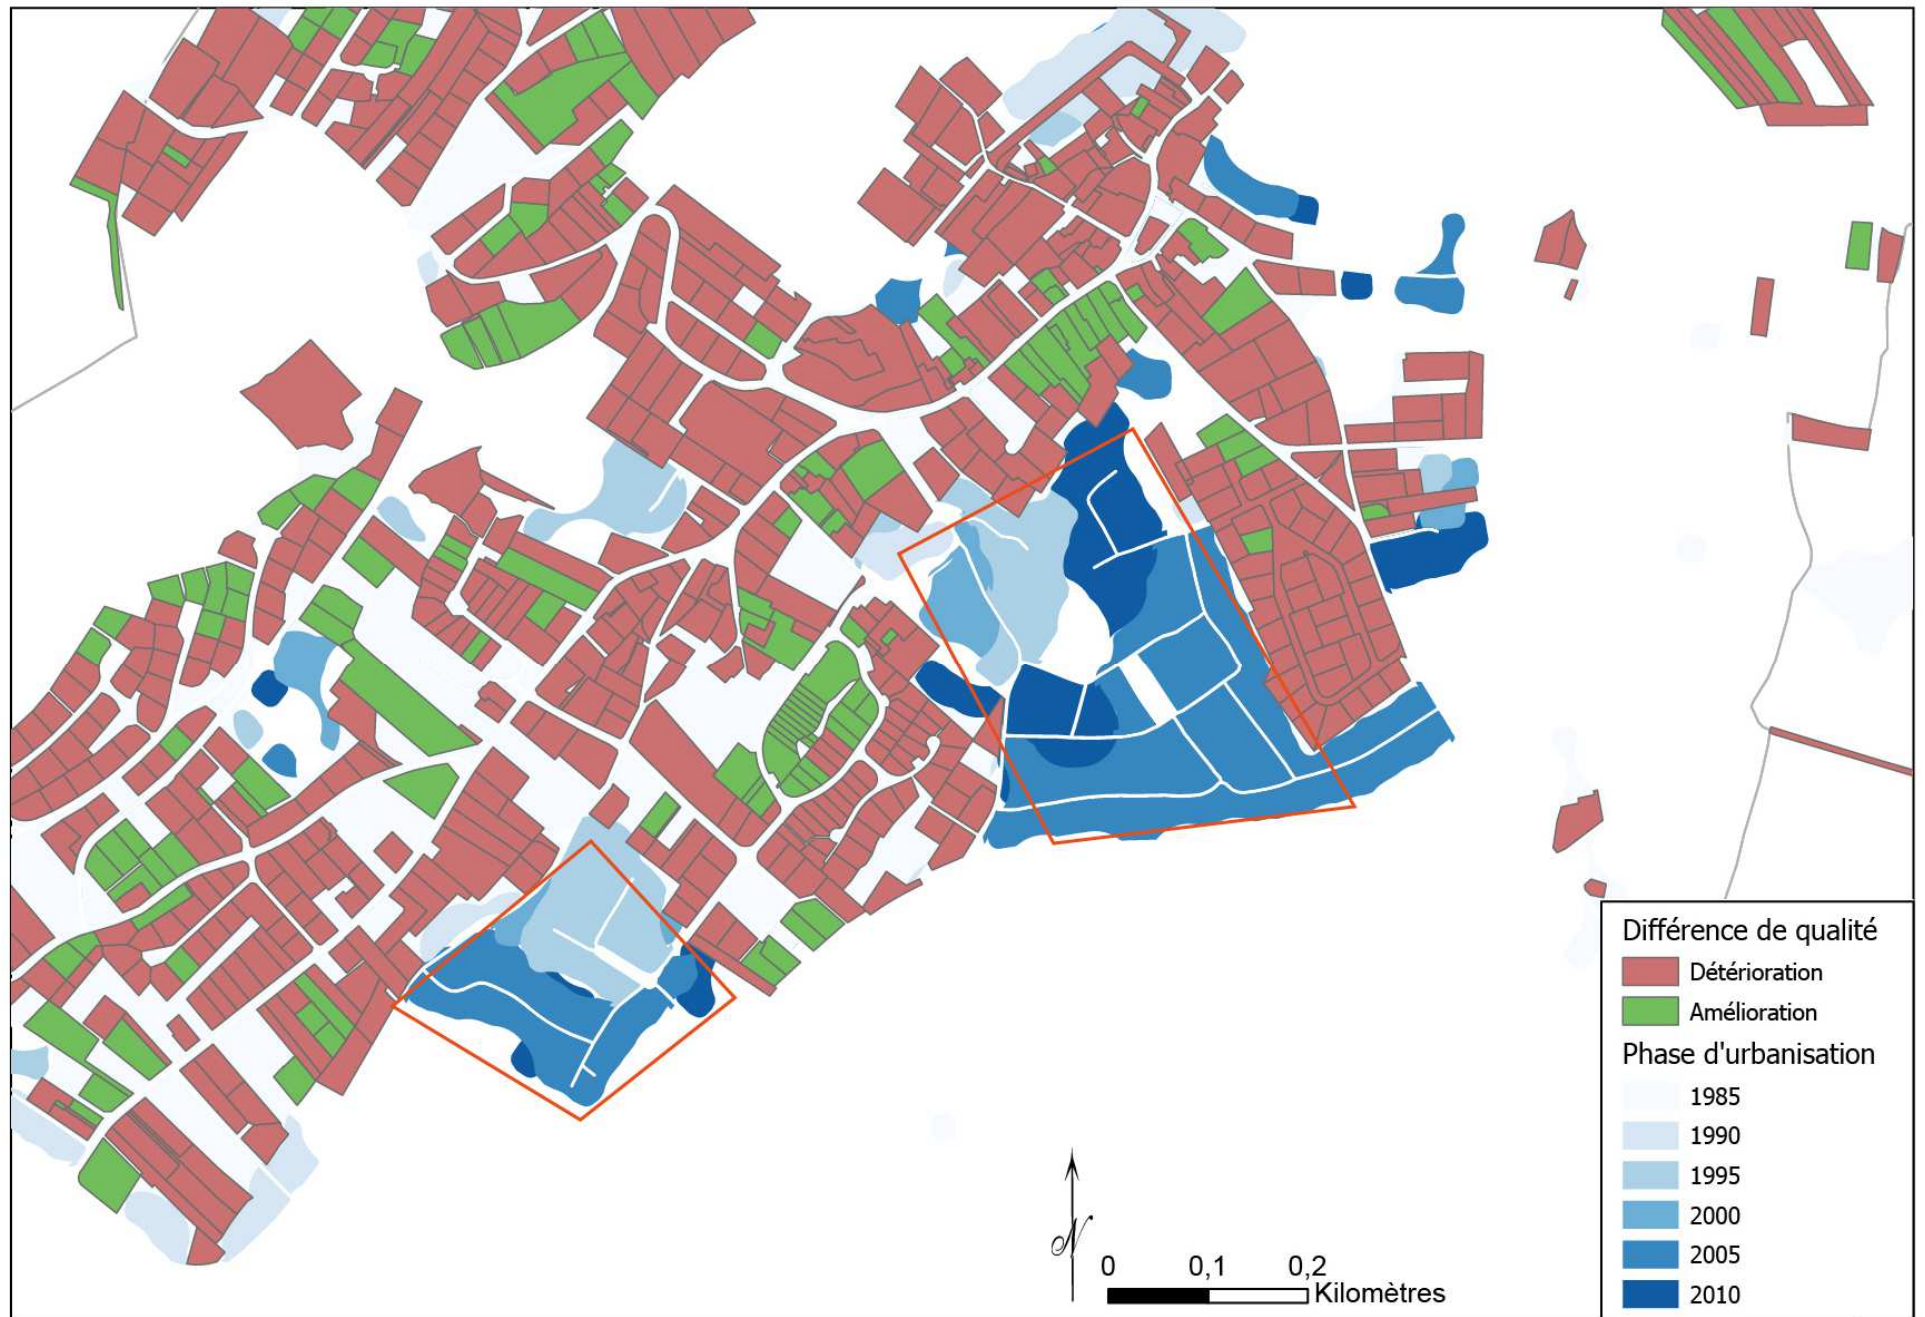 Différence de qualité
Détérioration
Amélioration
Phase d'urbanisation
1985
1990
1995
2000
2005
2010
N
0 0,1 0,2
Kilomètres